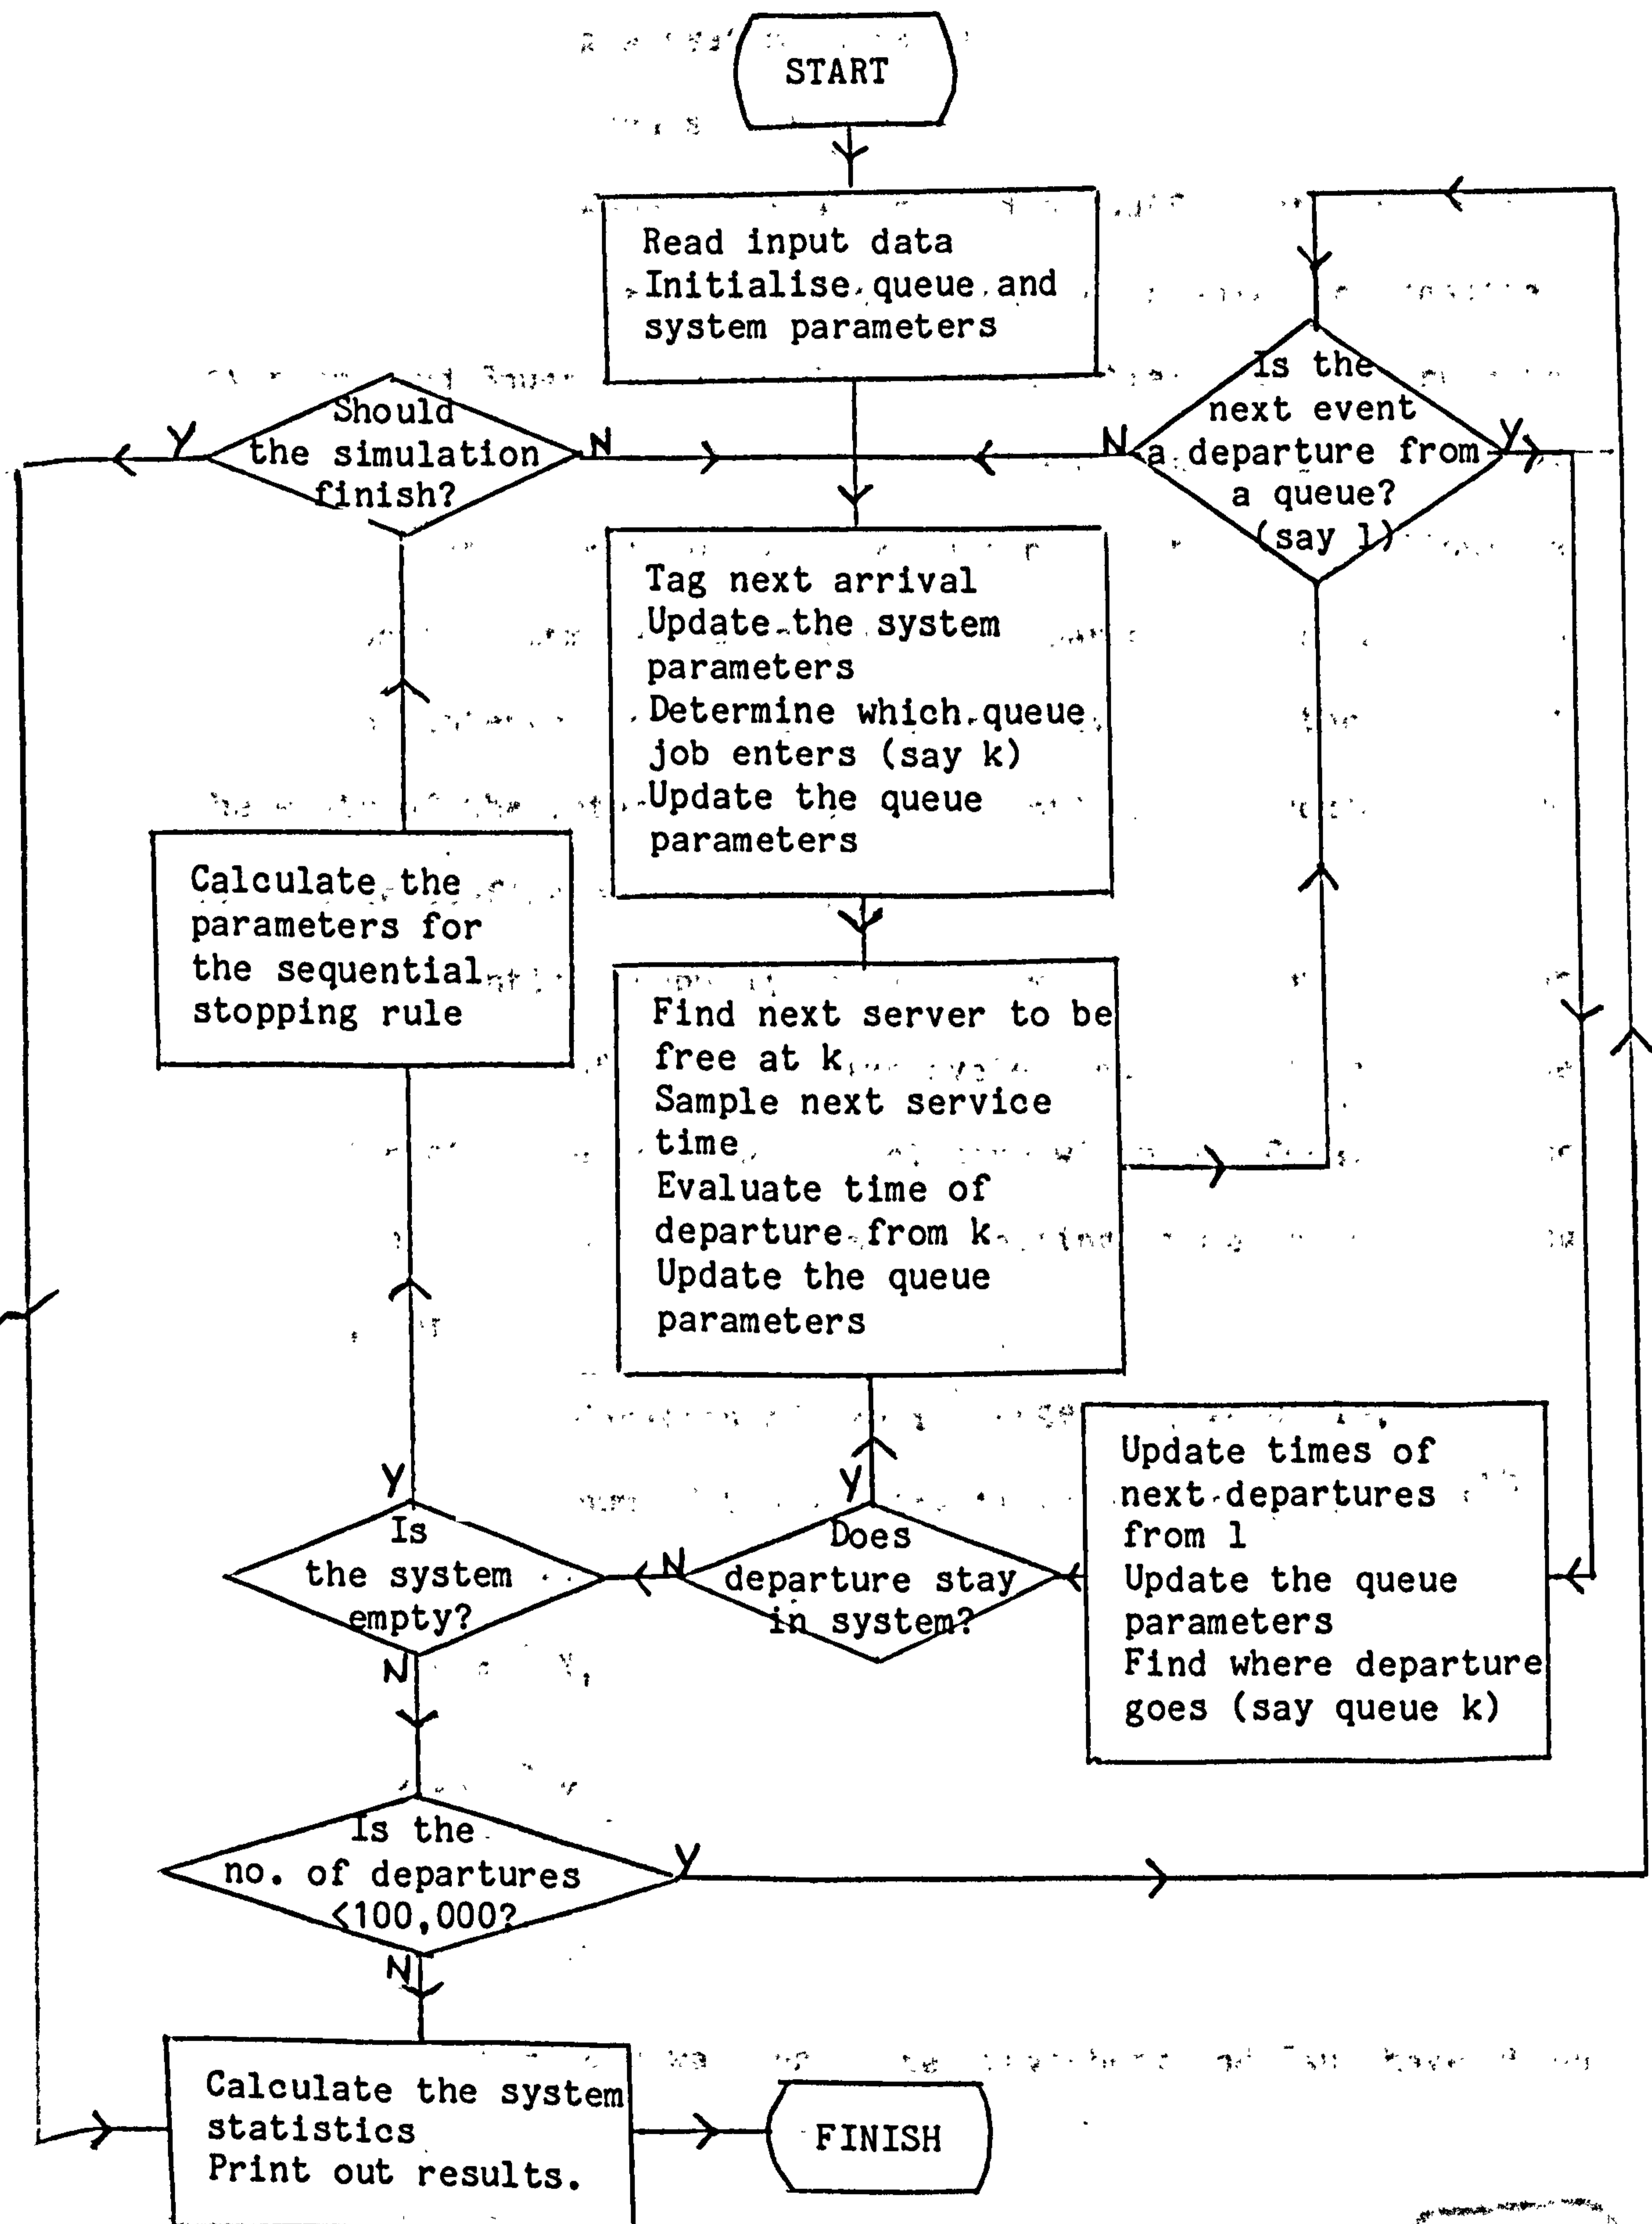 START
Read input data
Initialise queue and
system parameters
Should
the simulation
finish?
Y
N
Is the
next event
a departure from
a queue?
(say l)
N
Y
Tag next arrival
Update the system
parameters
Determine which queue
job enters (say k)
Update the queue
parameters
Calculate the
parameters for
the sequential
stopping rule
Find next server to be
free at k
Sample next service
time
Evaluate time of
departure from k
Update the queue
parameters
Update times of
next departures
from l
Update the queue
parameters
Find where departure
goes (say queue k)
Y
Does
departure stay
in system?
N
Y
Is
the system
empty?
N
Is the
no. of departures
<100,000?
Y
N
Calculate the system
statistics
Print out results.
FINISH